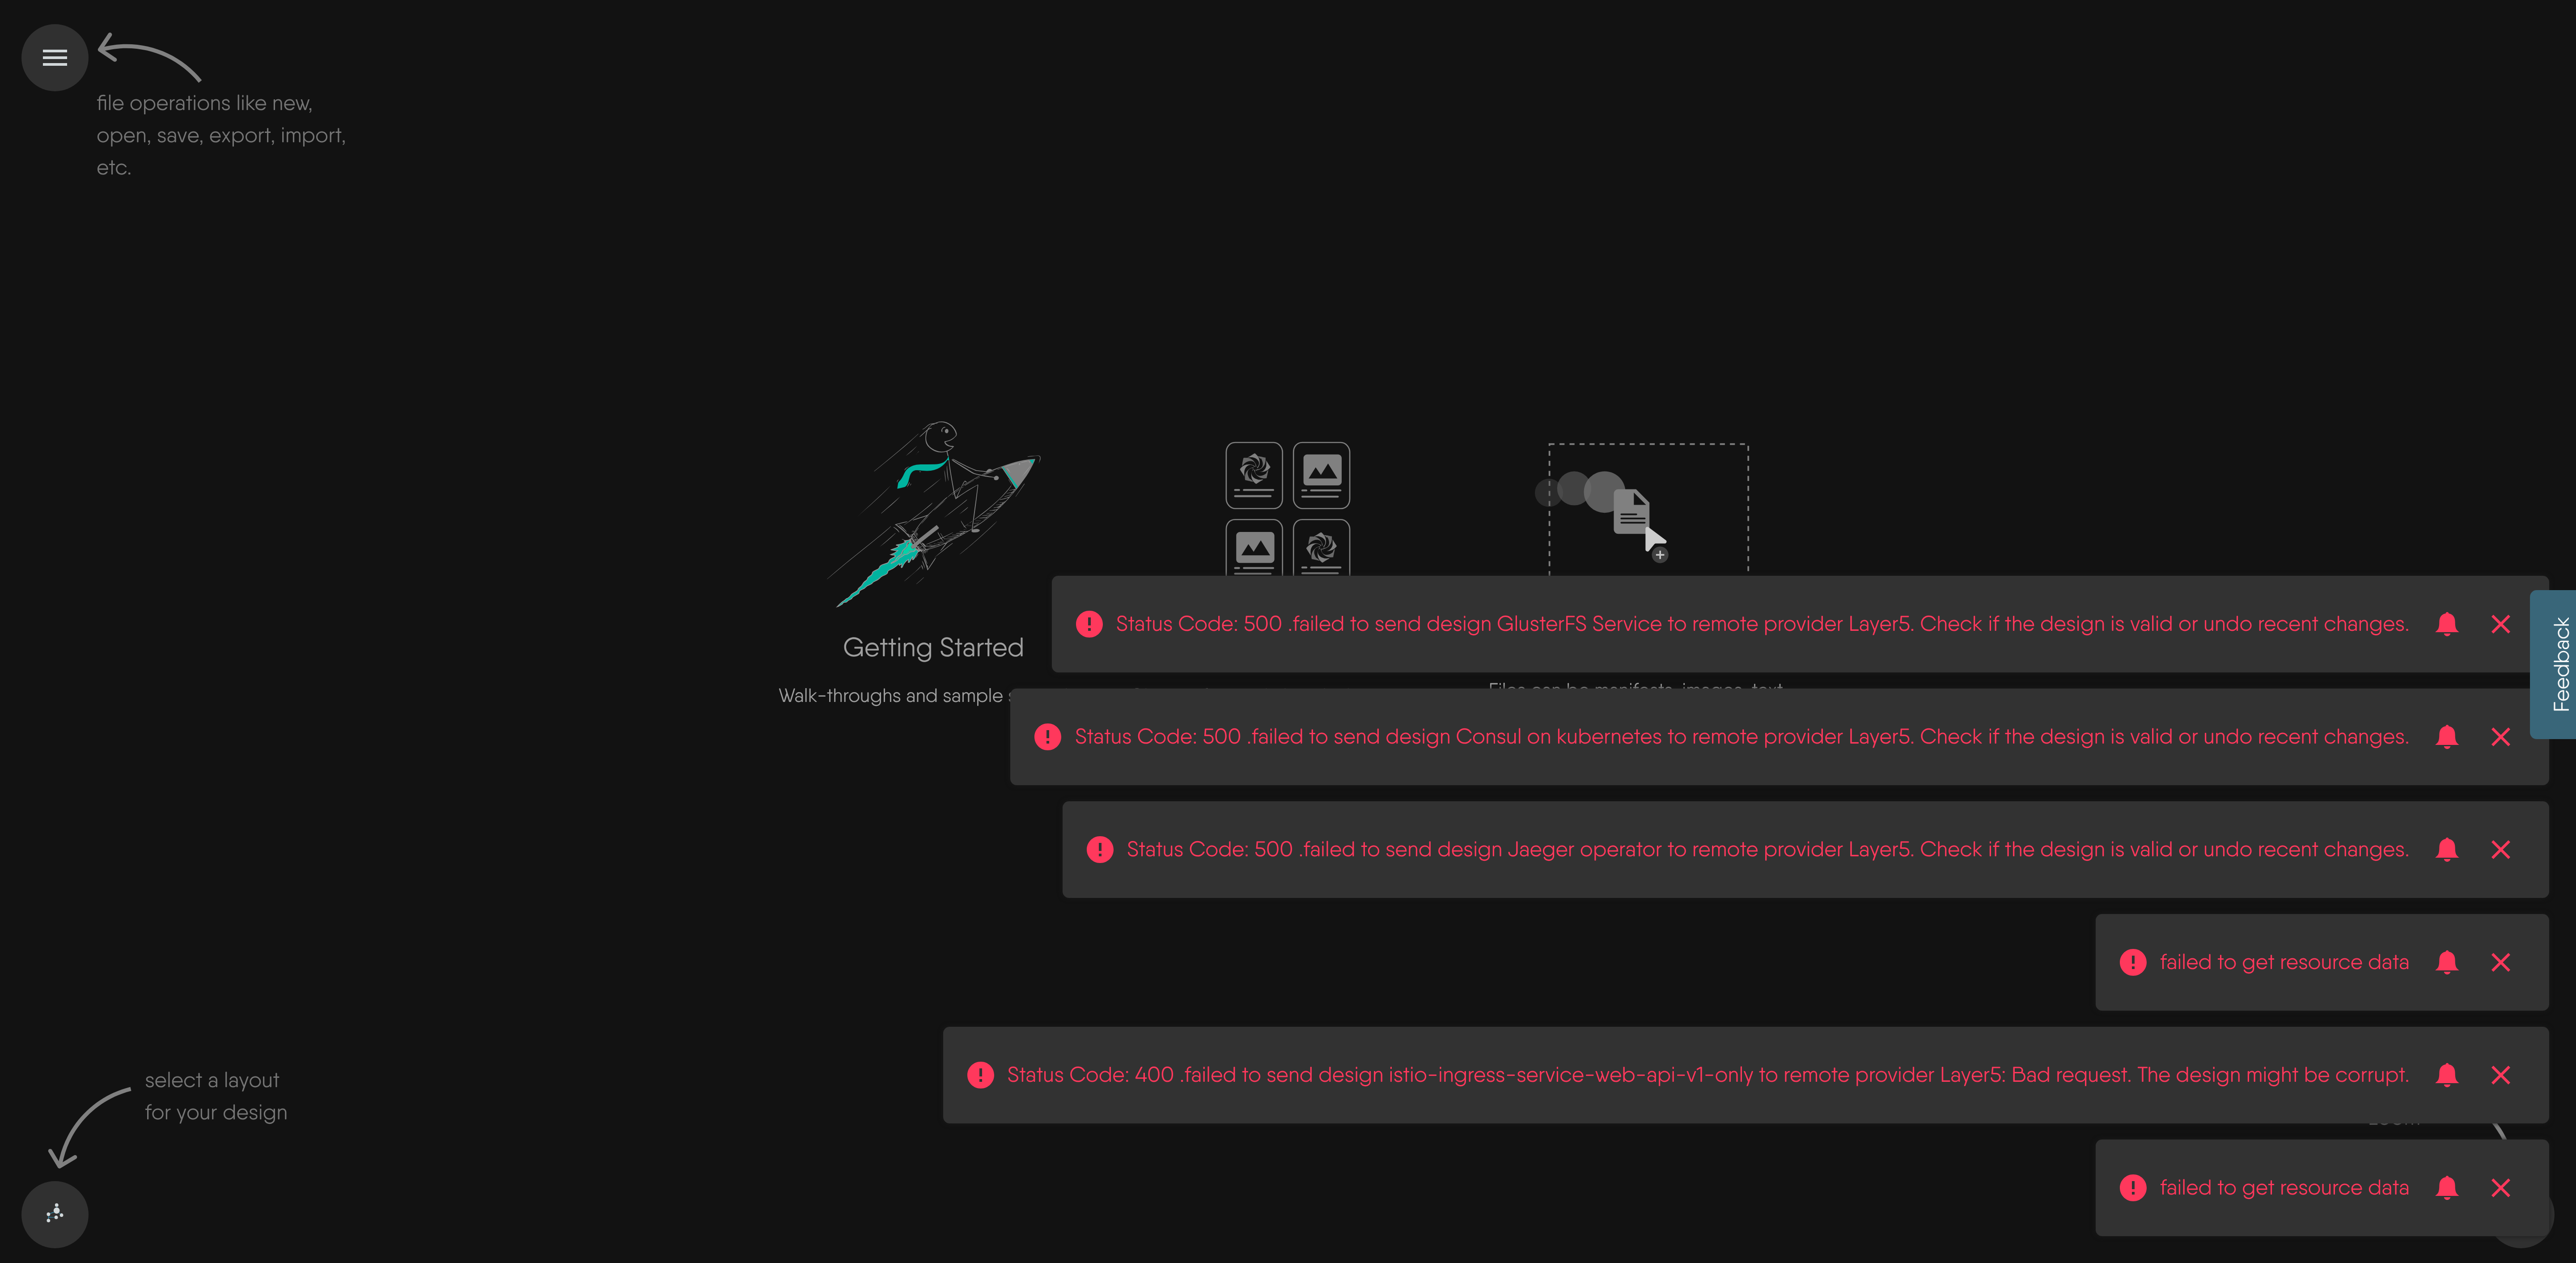 file operations like new,
open, save, export, import,
etc.
Getting Started
Walk-throughs and sample
Files can be manifests, images, text
Status Code: 500 .failed to send design GlusterFS Service to remote provider Layer5. Check if the design is valid or undo recent changes.
Feedback
Status Code: 500 .failed to send design Consul on kubernetes to remote provider Layer5. Check if the design is valid or undo recent changes.
Status Code: 500 .failed to send design Jaeger operator to remote provider Layer5. Check if the design is valid or undo recent changes.
failed to get resource data
Status Code: 400 .failed to send design istio-ingress-service-web-api-v1-only to remote provider Layer5: Bad request. The design might be corrupt.
failed to get resource data
select a layout
for your design